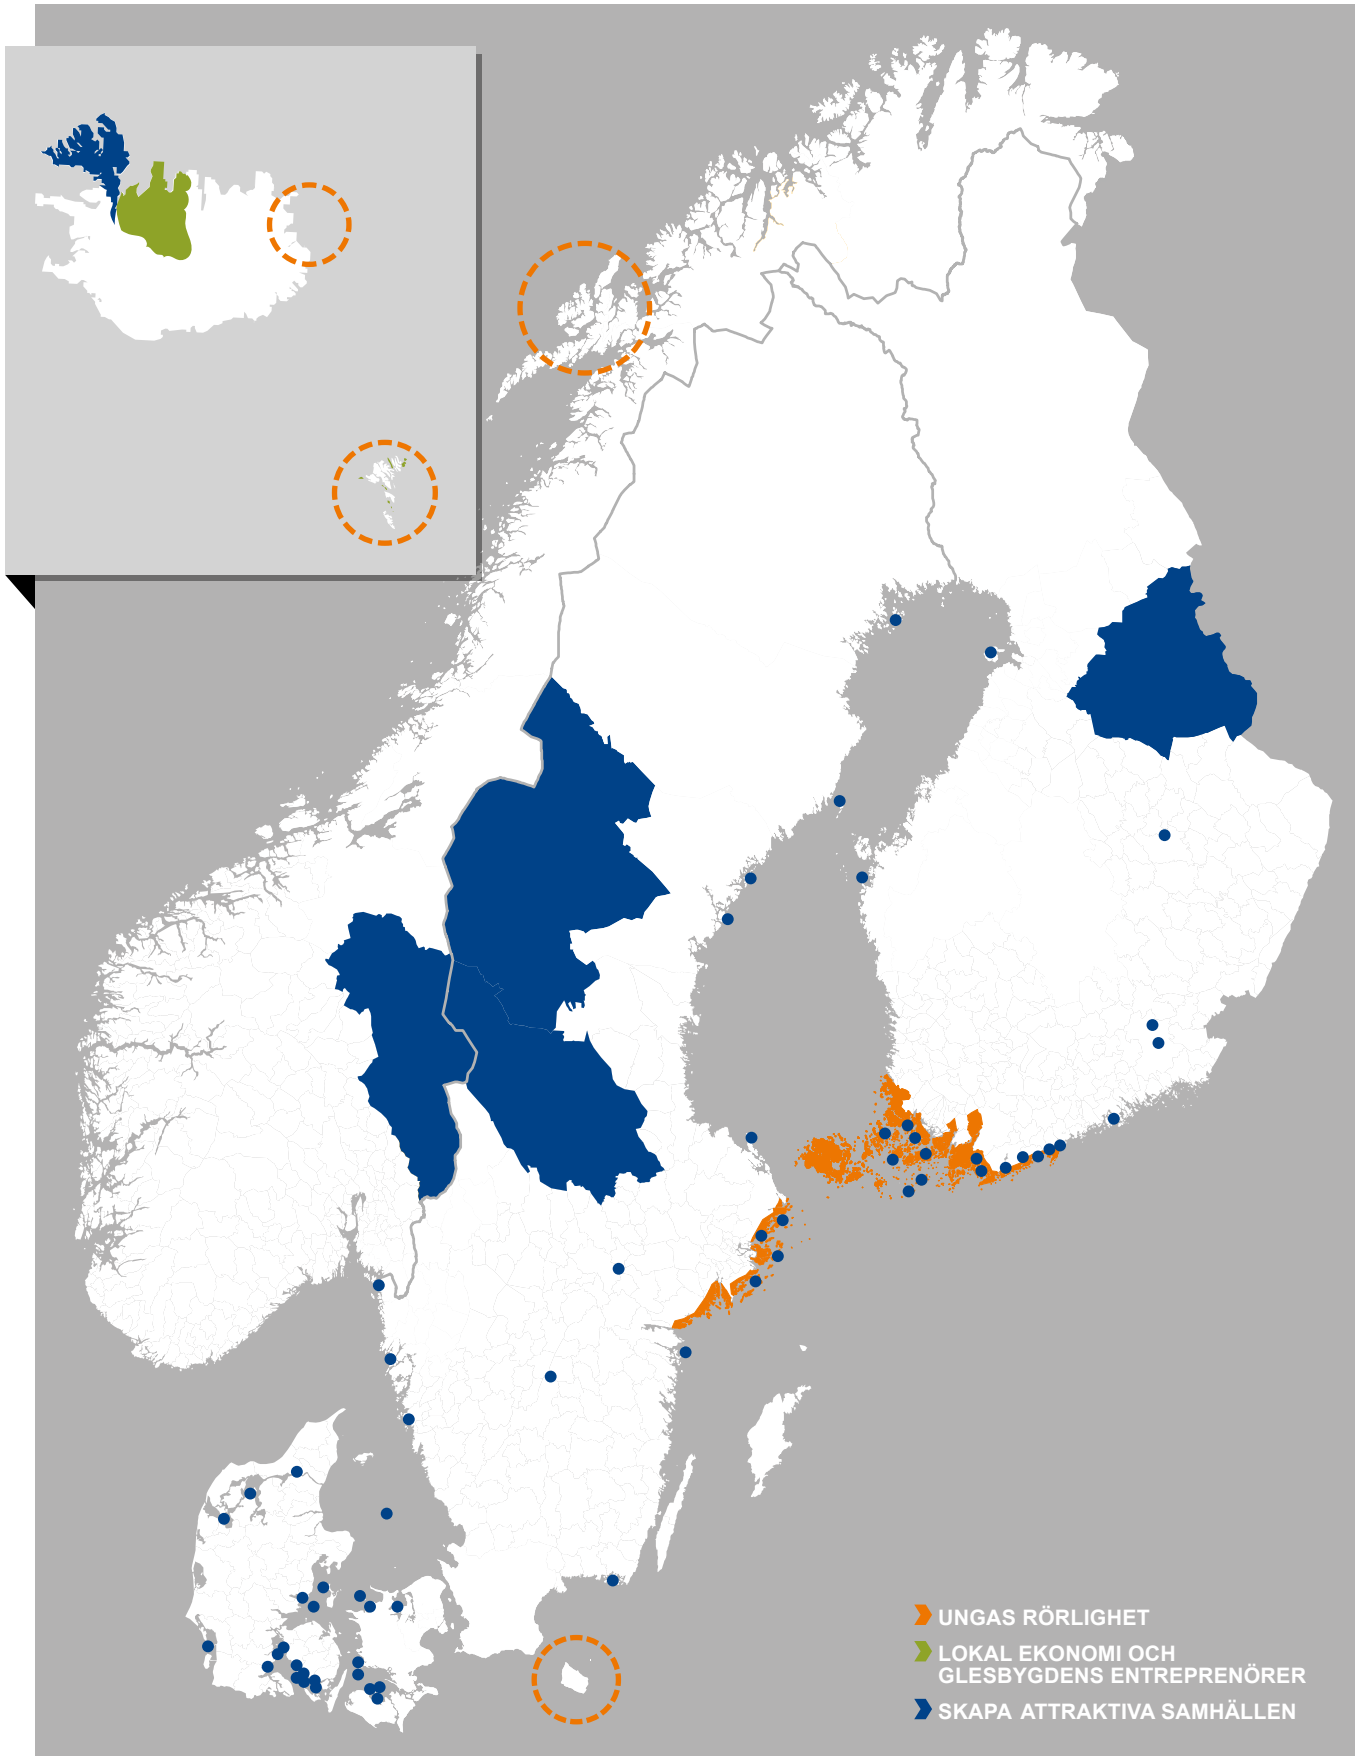 UNGAS RÖRLIGHET
LOKAL EKONOMI OCH
GLESBYGDENS ENTREPRENÖRER
SKAPA ATTRAKTIVA SAMHÄLLEN